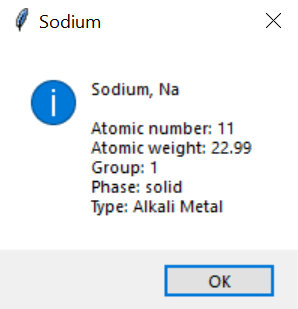 Sodium
Sodium, Na
Atomic number: 11
Atomic weight: 22.99
Group: 1
Phase: solid
Type: Alkali Metal
OK